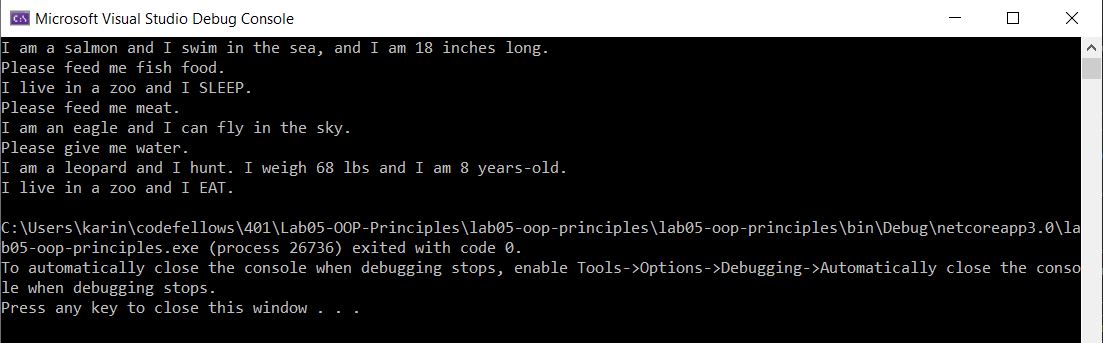 Microsoft Visual Studio Debug Console
I am a salmon and I swim in the sea, and I am 18 inches long.
Please feed me fish food.
I live in a zoo and I SLEEP.
Please feed me meat.
I am an eagle and I can fly in the sky.
Please give me water.
I am a leopard and I hunt. I weigh 68 lbs and I am 8 years-old.
I live in a zoo and I EAT.
C:\Users\karin\codefellows\401\Lab05-OOP-Principles\lab05-oop-principles\lab05-oop-principles\bin\Debug\netcoreapp3.0\la
b05-oop-principles.exe (process 26736) exited with code 0.
To automatically close the console when debugging stops, enable Tools->Options->Debugging->Automatically close the conso
le when debugging stops.
Press any key to close this window . . .